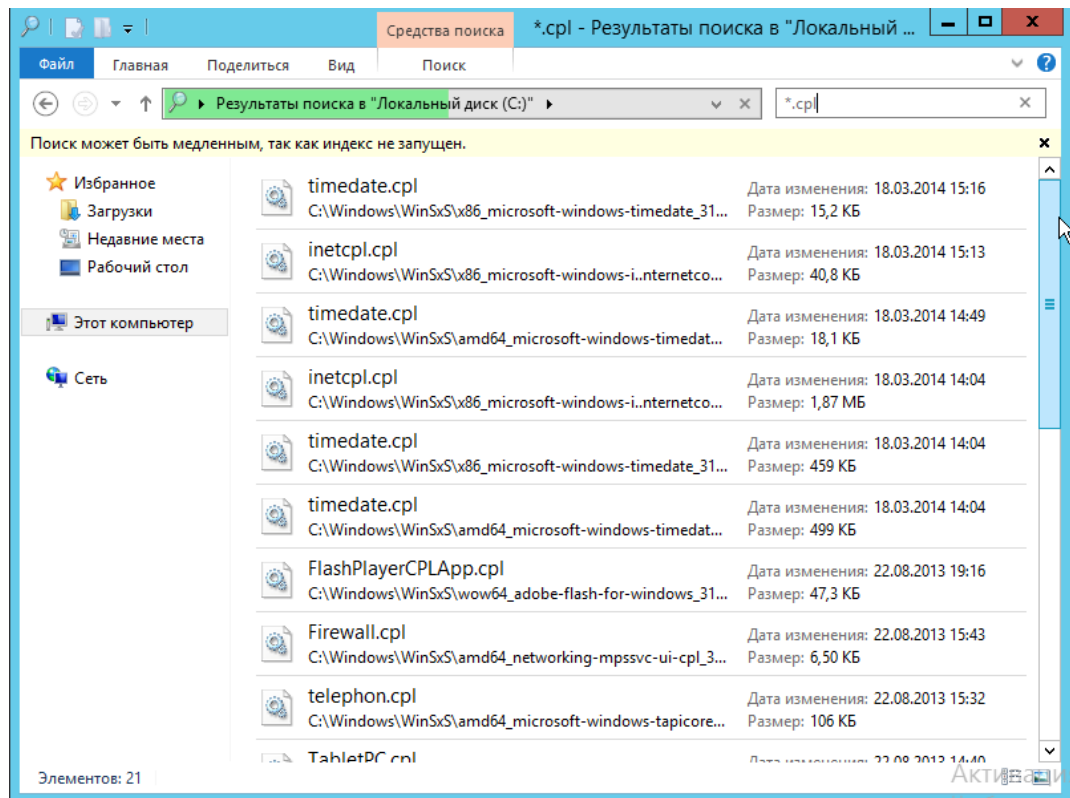 Средства поиска
*.cpl - Результаты поиска в "Локальный ...
Файл Главная Поделиться Вид Поиск
Результаты поиска в "Локальный диск (C:)"
*.cpl
Поиск может быть медленным, так как индекс не запущен.
Избранное
Загрузки
Недавние места
Рабочий стол
Этот компьютер
Сеть
timedate.cpl
C:\Windows\WinSxS\x86_microsoft-windows-timedate_31...
Дата изменения: 18.03.2014 15:16
Размер: 15,2 КБ
inetcpl.cpl
C:\Windows\WinSxS\x86_microsoft-windows-i..nternetco...
Дата изменения: 18.03.2014 15:13
Размер: 40,8 КБ
timedate.cpl
C:\Windows\WinSxS\amd64_microsoft-windows-timedat...
Дата изменения: 18.03.2014 14:49
Размер: 18,1 КБ
inetcpl.cpl
C:\Windows\WinSxS\x86_microsoft-windows-i..nternetco...
Дата изменения: 18.03.2014 14:04
Размер: 1,87 МБ
timedate.cpl
C:\Windows\WinSxS\x86_microsoft-windows-timedate_31...
Дата изменения: 18.03.2014 14:04
Размер: 459 КБ
timedate.cpl
C:\Windows\WinSxS\amd64_microsoft-windows-timedat...
Дата изменения: 18.03.2014 14:04
Размер: 499 КБ
FlashPlayerCPLApp.cpl
C:\Windows\WinSxS\wow64_adobe-flash-for-windows_31...
Дата изменения: 22.08.2013 19:16
Размер: 47,3 КБ
Firewall.cpl
C:\Windows\WinSxS\amd64_networking-mpssvc-ui-cpl_3...
Дата изменения: 22.08.2013 15:43
Размер: 6,50 КБ
telephon.cpl
C:\Windows\WinSxS\amd64_microsoft-windows-tapicore...
Дата изменения: 22.08.2013 15:32
Размер: 106 КБ
TabletPC.cpl
Дата изменения: 22.08.2013 14:40
Элементов: 21